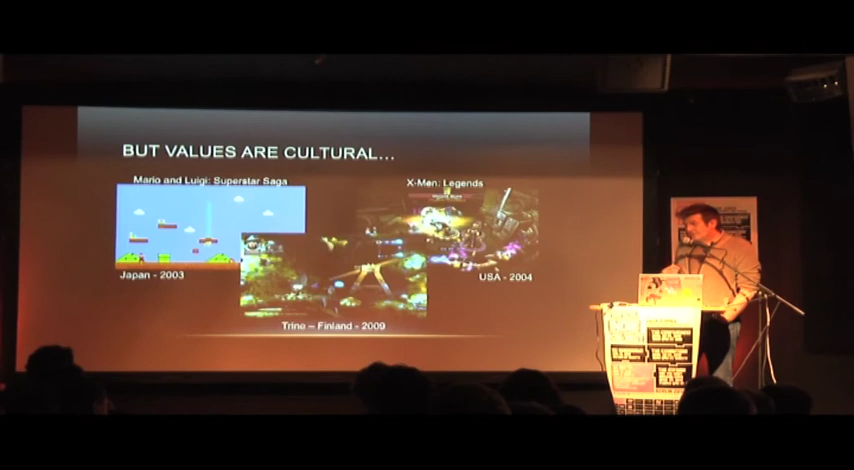 BUT VALUES ARE CULTURAL...
Mario and Luigi: Superstar Saga
X-Men: Legends
Japan - 2003
USA - 2004
Trine – Finland - 2009